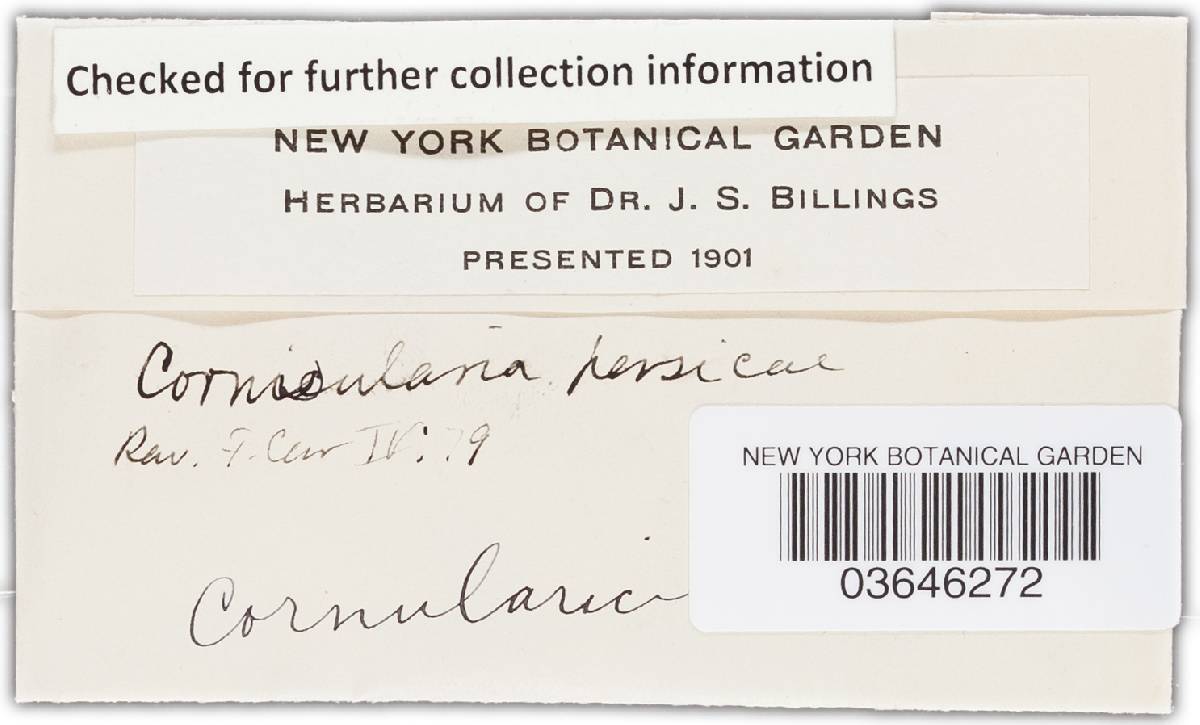 Checked for further collection information
NEW YORK BOTANICAL GARDEN
HERBARIUM OF DR. J. S. BILLINGS
PRESENTED 1901
Cornicularia persicae
Rav. F. Car IV: 79
NEW YORK BOTANICAL GARDEN
03646272
Cornularia